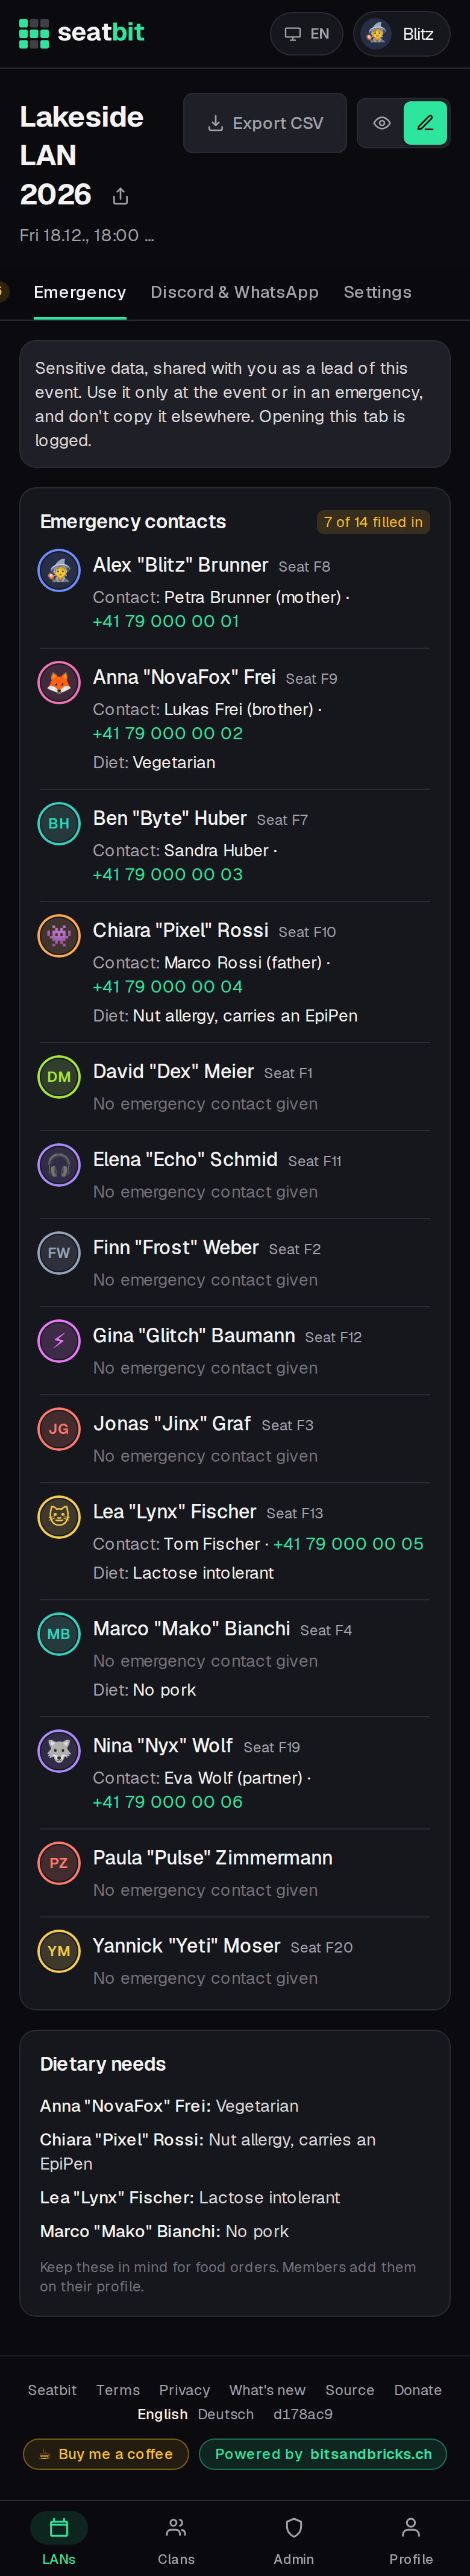 seatbit
EN
Blitz
Lakeside
LAN
2026
Export CSV
Fri 18.12., 18:00 ...
Emergency
Discord & WhatsApp
Settings
Sensitive data, shared with you as a lead of this
event. Use it only at the event or in an emergency,
and don't copy it elsewhere. Opening this tab is
logged.
Emergency contacts
7 of 14 filled in
Alex "Blitz" Brunner Seat F8
Contact: Petra Brunner (mother) ·
+41 79 000 00 01
Anna "NovaFox" Frei Seat F9
Contact: Lukas Frei (brother) ·
+41 79 000 00 02
Diet: Vegetarian
BH
Ben "Byte" Huber Seat F7
Contact: Sandra Huber ·
+41 79 000 00 03
Chiara "Pixel" Rossi Seat F10
Contact: Marco Rossi (father) ·
+41 79 000 00 04
Diet: Nut allergy, carries an EpiPen
DM
David "Dex" Meier Seat F1
No emergency contact given
Elena "Echo" Schmid Seat F11
No emergency contact given
FW
Finn "Frost" Weber Seat F2
No emergency contact given
Gina "Glitch" Baumann Seat F12
No emergency contact given
JG
Jonas "Jinx" Graf Seat F3
No emergency contact given
Lea "Lynx" Fischer Seat F13
Contact: Tom Fischer · +41 79 000 00 05
Diet: Lactose intolerant
MB
Marco "Mako" Bianchi Seat F4
No emergency contact given
Diet: No pork
Nina "Nyx" Wolf Seat F19
Contact: Eva Wolf (partner) ·
+41 79 000 00 06
PZ
Paula "Pulse" Zimmermann
No emergency contact given
YM
Yannick "Yeti" Moser Seat F20
No emergency contact given
Dietary needs
Anna "NovaFox" Frei: Vegetarian
Chiara "Pixel" Rossi: Nut allergy, carries an
EpiPen
Lea "Lynx" Fischer: Lactose intolerant
Marco "Mako" Bianchi: No pork
Keep these in mind for food orders. Members add them
on their profile.
Seatbit Terms Privacy What's new Source Donate
English Deutsch d178ac9
Buy me a coffee
Powered by bitsandbricks.ch
LANs
Clans
Admin
Profile